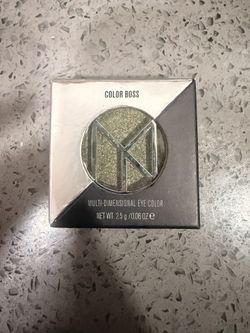 COLOR BOSS
MULTI-DIMENSIONAL EYE COLOR
NET WT. 2.5 g /0.08 OZ ℮